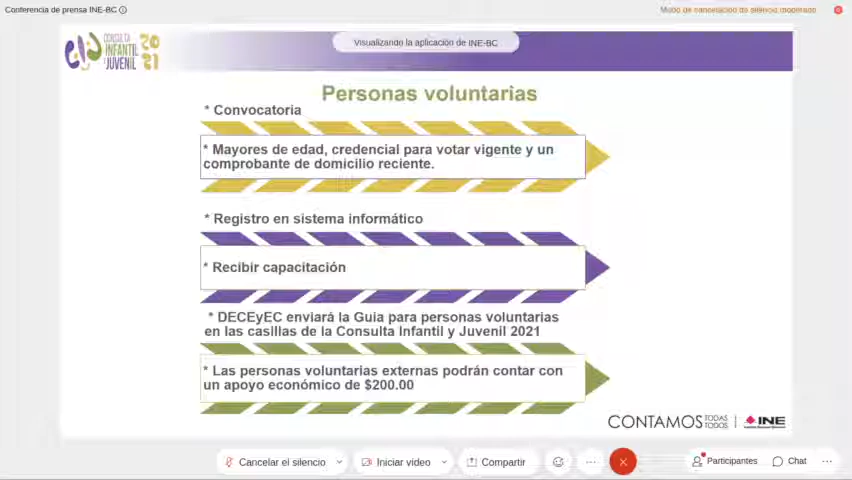 Conferencia de prensa INE-BC
Modo de cancelación de silencio moderado
Visualizando la aplicación de INE-BC
CONSULTA
INFANTIL
Y JUVENIL
20
21
Personas voluntarias
* Convocatoria
* Mayores de edad, credencial para votar vigente y un
comprobante de domicilio reciente.
* Registro en sistema informático
* Recibir capacitación
* DECEyEC enviará la Guía para personas voluntarias
en las casillas de la Consulta Infantil y Juvenil 2021
* Las personas voluntarias externas podrán contar con
un apoyo económico de $200.00
CONTAMOS TODAS TODOS
INE
Cancelar el silencio
Iniciar video
Compartir
Participantes
Chat